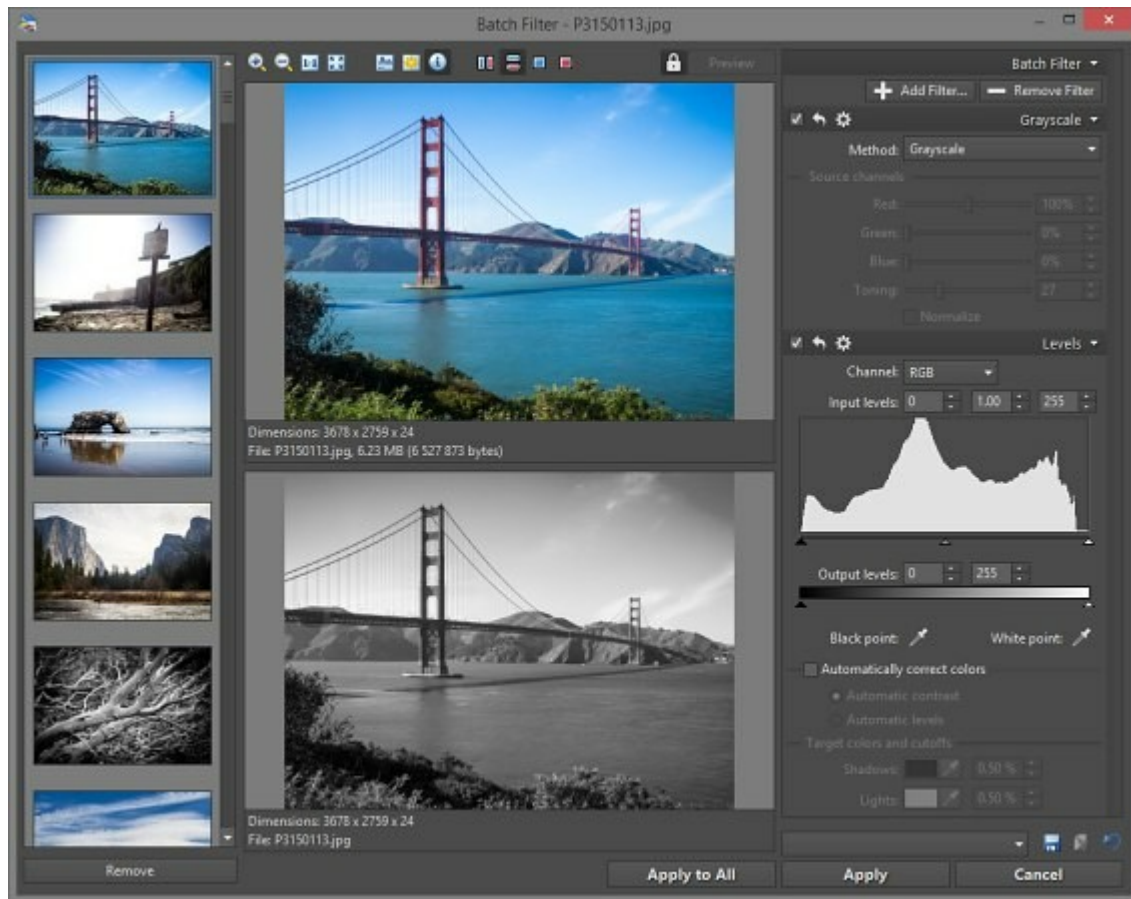 Batch Filter - P3150113.jpg
Preview
Batch Filter
Add Filter...
Remove Filter
Grayscale
Method: Grayscale
Source channels
Red: 100%
Green: 0%
Blue: 0%
Toning: 27
Normalize
Levels
Channel: RGB
Input levels: 0 1.00 255
Dimensions: 3678 x 2759 x 24
File: P3150113.jpg, 6.23 MB (6 527 873 bytes)
Output levels: 0 255
Black point:
White point:
Automatically correct colors
Automatic contrast
Automatic levels
Target colors and cutoffs
Shadows: 0.50 %
Lights: 0.50 %
Dimensions: 3678 x 2759 x 24
File: P3150113.jpg
Remove
Apply to All
Apply
Cancel